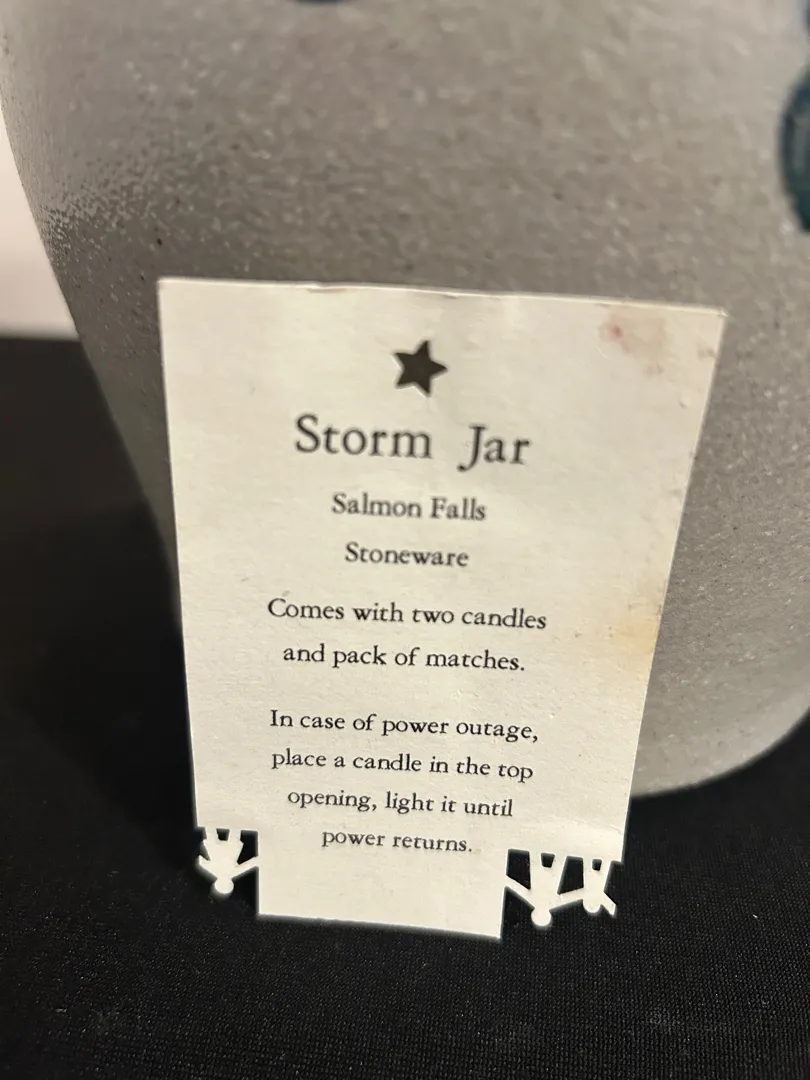 Storm Jar
Salmon Falls
Stoneware
Comes with two candles
and pack of matches.
In case of power outage,
place a candle in the top
opening, light it until
power returns.